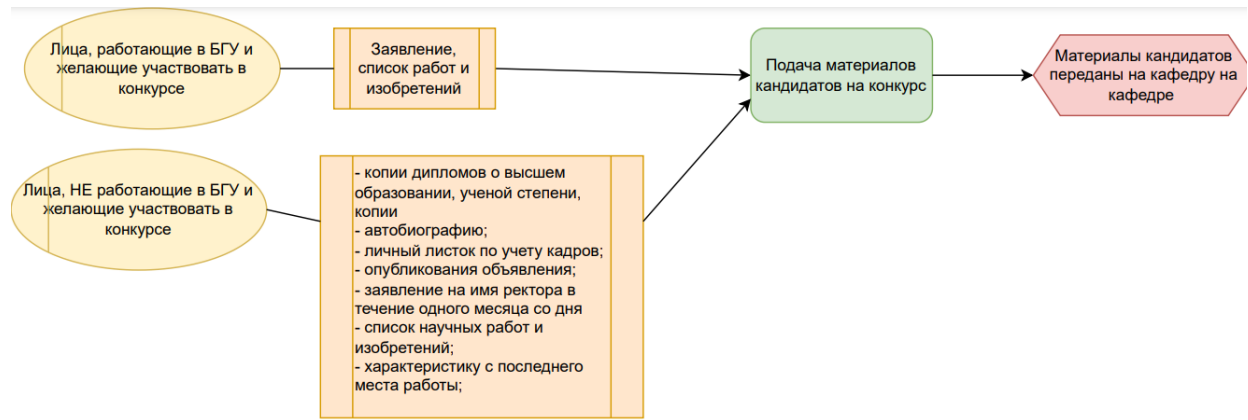 Лица, работающие в БГУ и
желающие участвовать в
конкурсе
Заявление,
список работ и
изобретений
Подача материалов
кандидатов на конкурс
Материалы кандидатов
переданы на кафедру на
кафедре
Лица, НЕ работающие в БГУ и
желающие участвовать в
конкурсе
- копии дипломов о высшем
образовании, ученой степени,
копии
- автобиографию;
- личный листок по учету кадров;
- опубликования объявления;
- заявление на имя ректора в
течение одного месяца со дня
- список научных работ и
изобретений;
- характеристику с последнего
места работы;